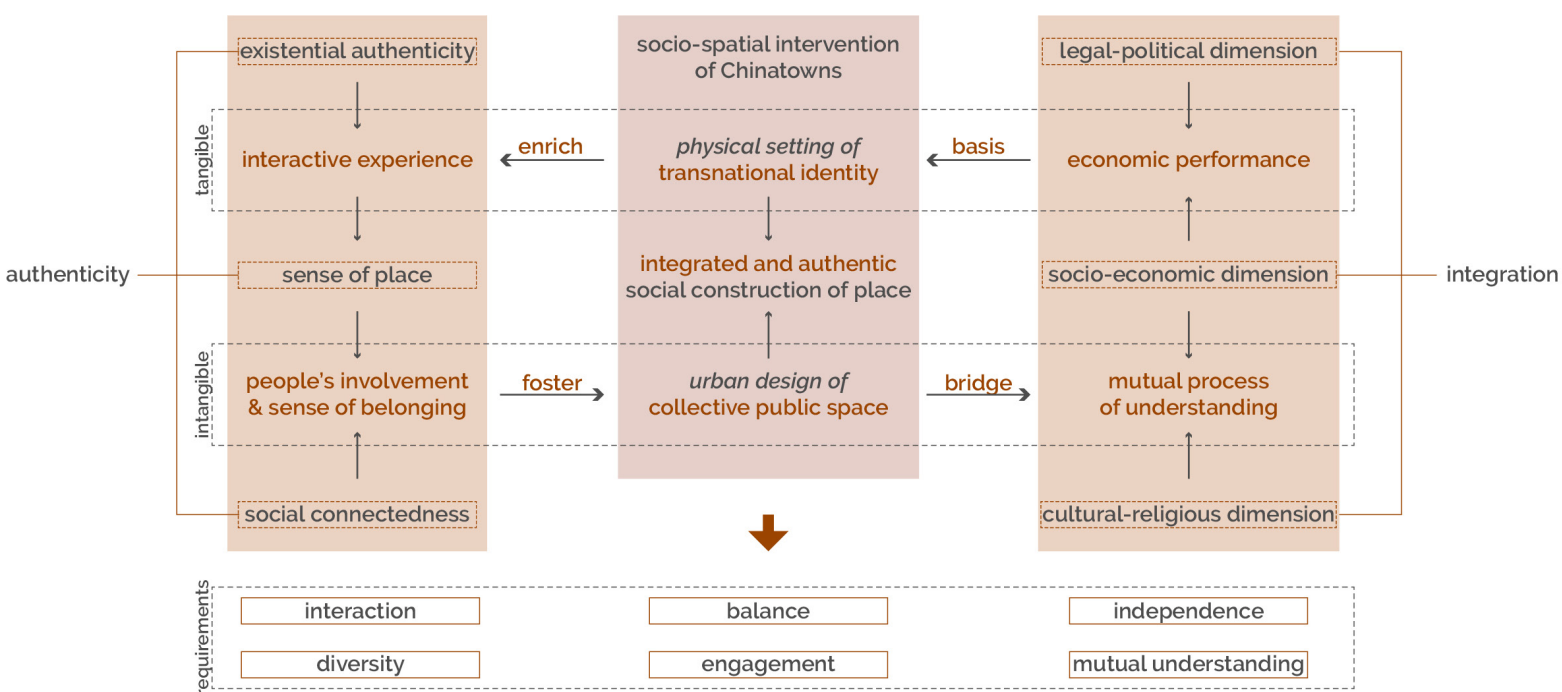 existential authenticity
socio-spatial intervention
of Chinatowns
legal-political dimension
tangible
interactive experience
enrich
physical setting of
transnational identity
basis
economic performance
authenticity
sense of place
integrated and authentic
social construction of place
socio-economic dimension
integration
intangible
people's involvement
& sense of belonging
foster
urban design of
collective public space
bridge
mutual process
of understanding
social connectedness
cultural-religious dimension
requirements
interaction
balance
independence
diversity
engagement
mutual understanding